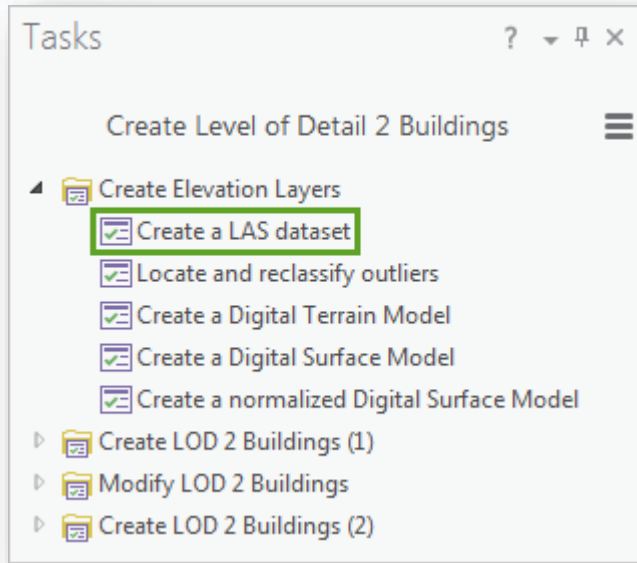 Tasks ?
Create Level of Detail 2 Buildings
Create Elevation Layers
Create a LAS dataset
Locate and reclassify outliers
Create a Digital Terrain Model
Create a Digital Surface Model
Create a normalized Digital Surface Model
Create LOD 2 Buildings (1)
Modify LOD 2 Buildings
Create LOD 2 Buildings (2)